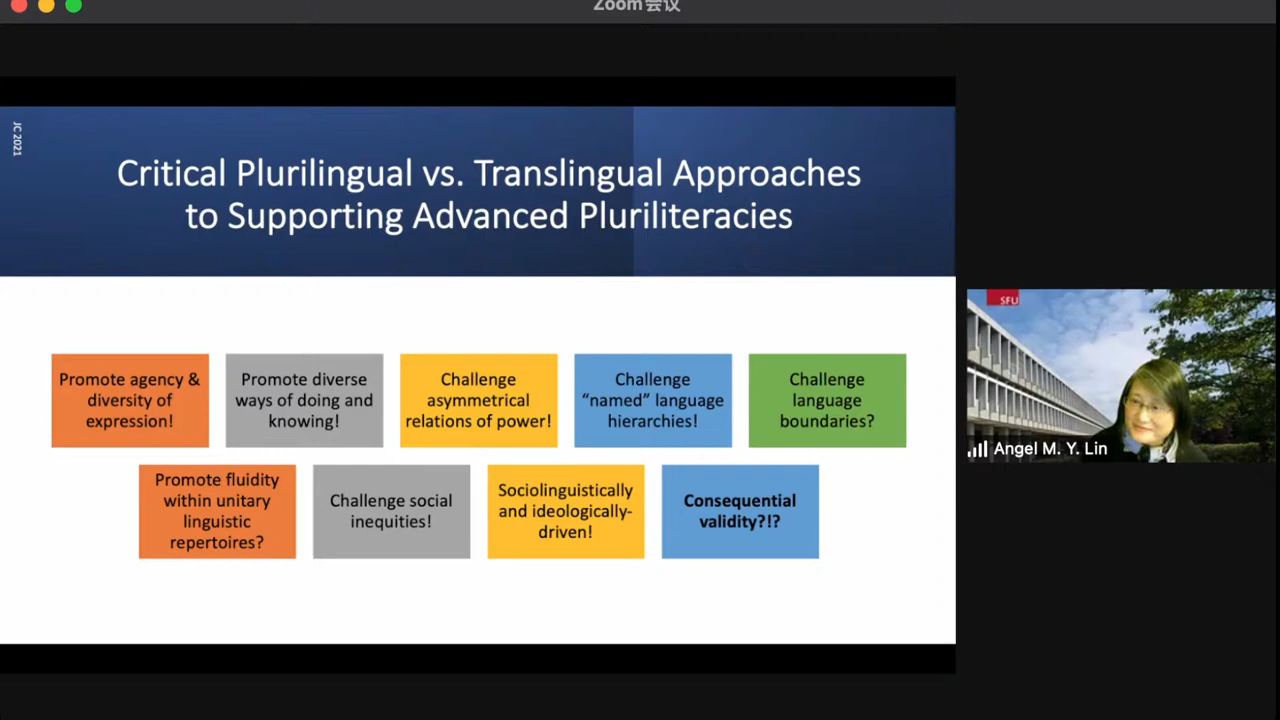 Zoom会议
JC 2021
Critical Plurilingual vs. Translingual Approaches
to Supporting Advanced Pluriliteracies
Promote agency &
diversity of
expression!
Promote diverse
ways of doing and
knowing!
Challenge
asymmetrical
relations of power!
Challenge
“named” language
hierarchies!
Challenge
language
boundaries?
Promote fluidity
within unitary
linguistic
repertoires?
Challenge social
inequities!
Sociolinguistically
and ideologically-
driven!
Consequential
validity?!?
SFU
Angel M. Y. Lin